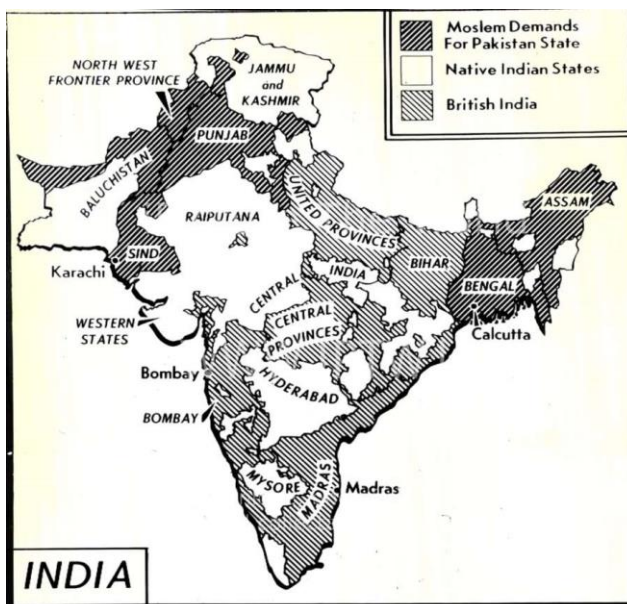 Moslem Demands
For Pakistan State
Native Indian States
British India
NORTH WEST
FRONTIER PROVINCE
JAMMU
and
KASHMIR
PUNJAB
BALUCHISTAN
RAIPUTANA
UNITED PROVINCES
ASSAM
SIND
Karachi
BIHAR
INDIA
BENGAL
CENTRAL
WESTERN
STATES
CENTRAL
PROVINCES
Calcutta
Bombay
HYDERABAD
BOMBAY
MYSORE
MADRAS
Madras
INDIA